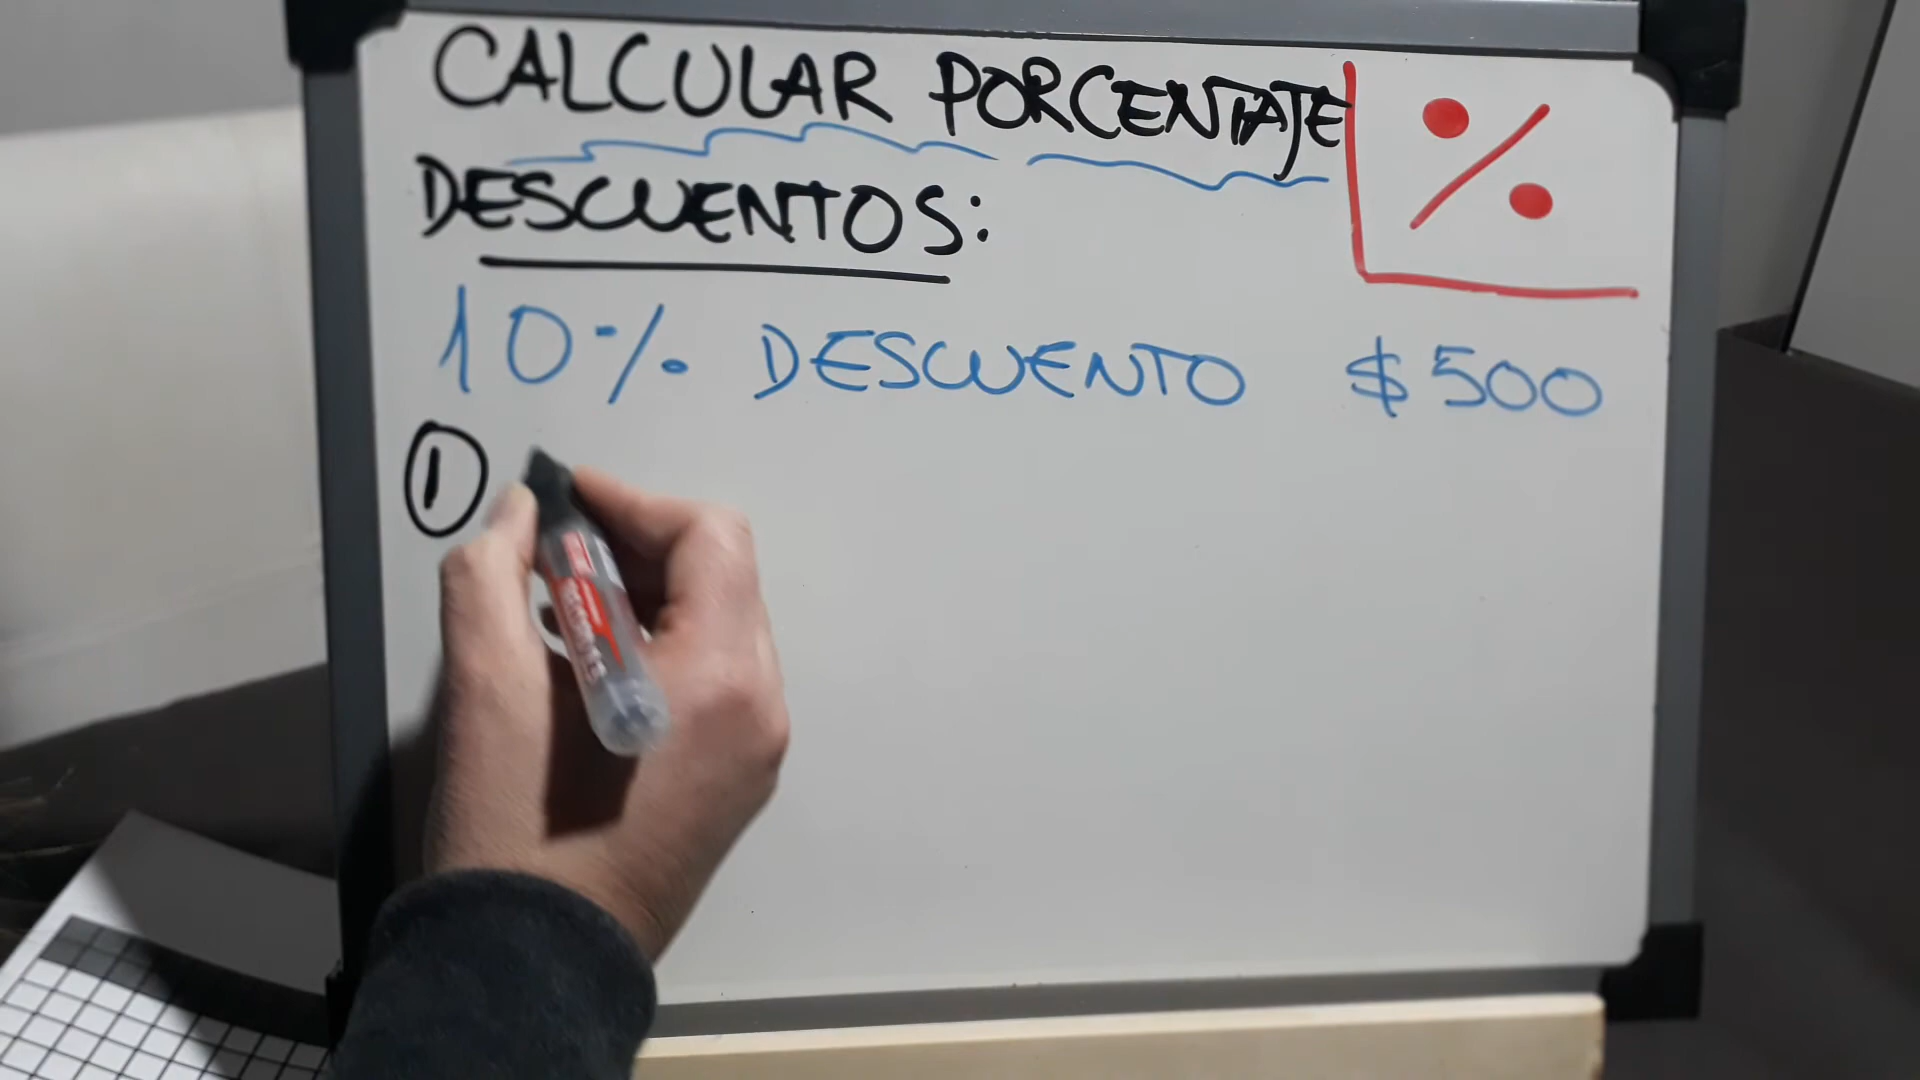 CALCULAR PORCENTAJE %
DESCUENTOS:
10% DESCUENTO $500
1